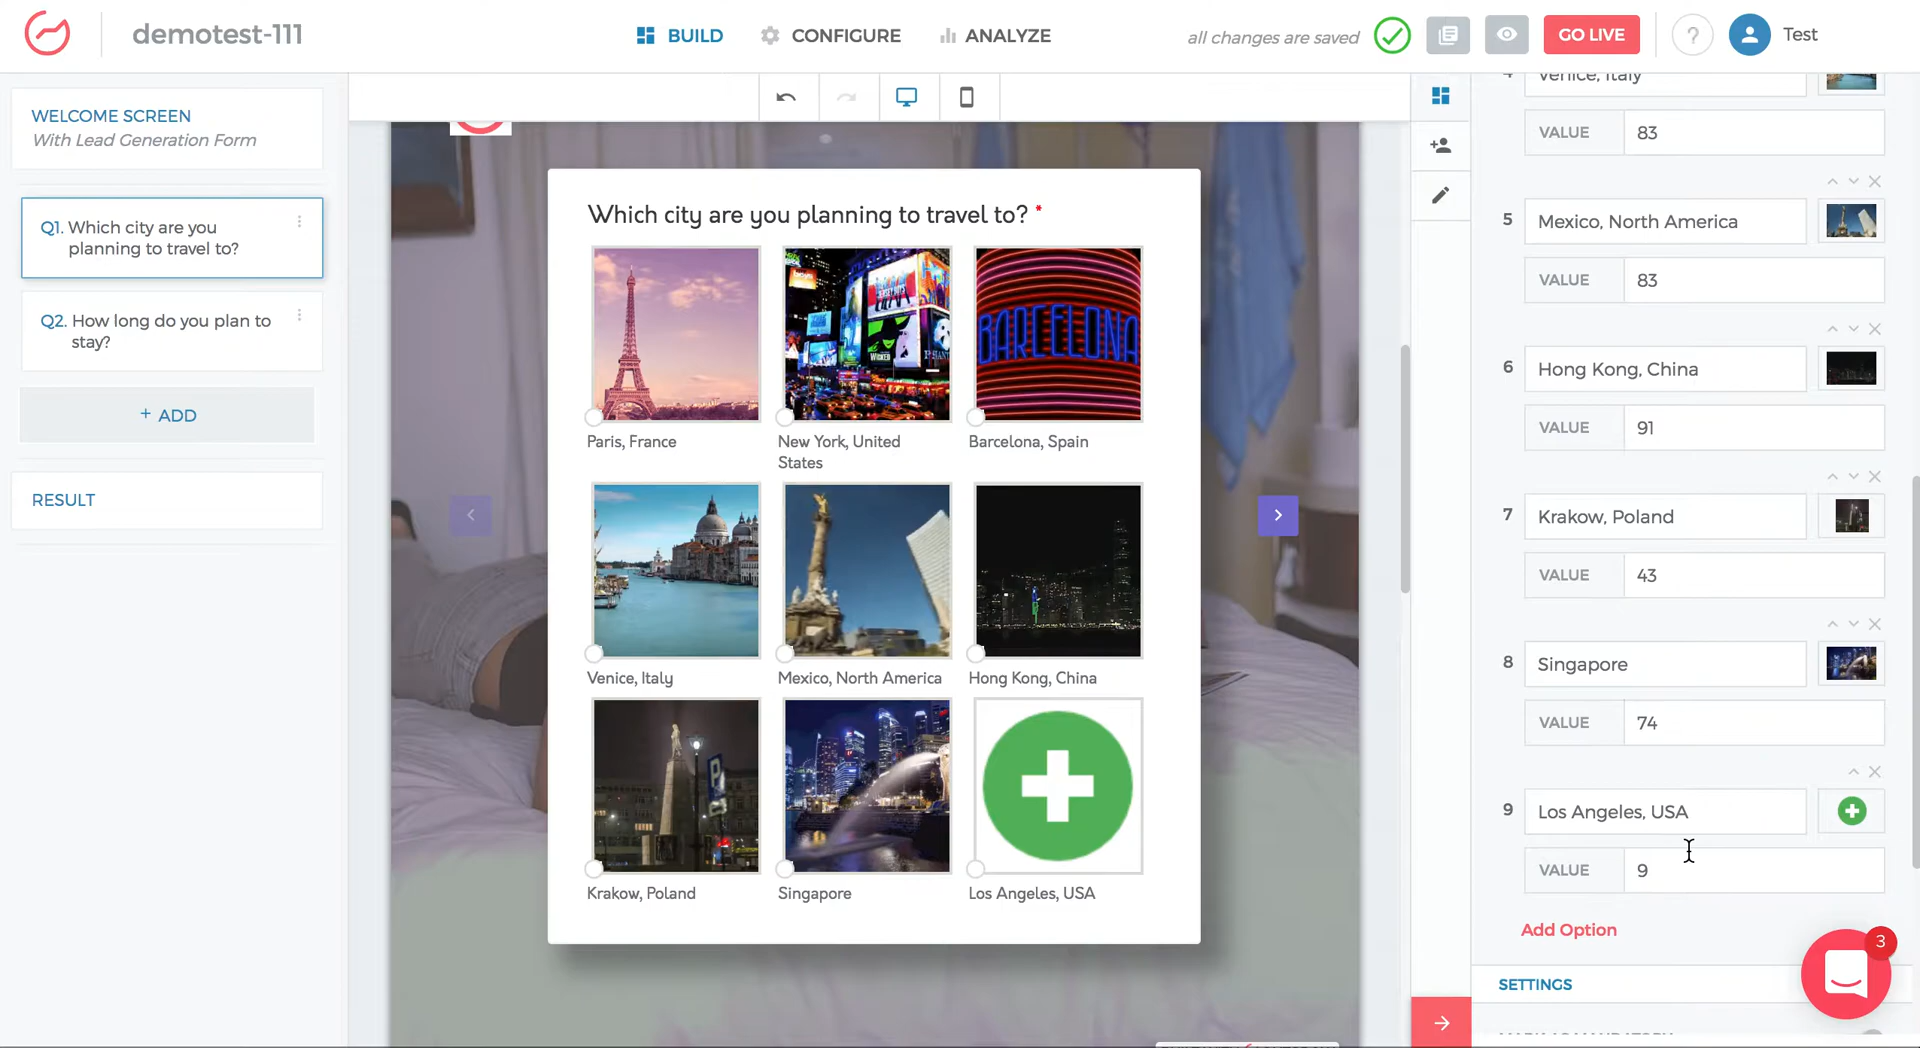 demotest-111
BUILD
CONFIGURE
ANALYZE
all changes are saved
GO LIVE
?
Test
WELCOME SCREEN
With Lead Generation Form
Q1. Which city are you
planning to travel to?
Q2. How long do you plan to
stay?
+ ADD
RESULT
Which city are you planning to travel to? *
BARCELONA
Paris, France
New York, United
States
Barcelona, Spain
Venice, Italy
Mexico, North America
Hong Kong, China
P
Krakow, Poland
Singapore
Los Angeles, USA
4
Venice, Italy
VALUE
83
5
Mexico, North America
VALUE
83
6
Hong Kong, China
VALUE
91
7
Krakow, Poland
VALUE
43
8
Singapore
VALUE
74
9
Los Angeles, USA
VALUE
9
Add Option
3
SETTINGS